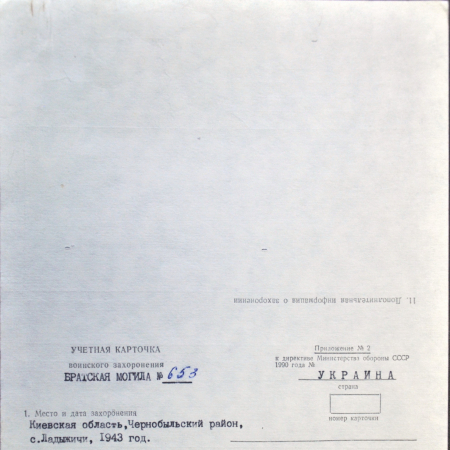 11. Дополнительная информация о захоронении
УЧЕТНАЯ КАРТОЧКА
воинского захоронения
БРАТСКАЯ МОГИЛА № 653
Приложение № 2
к директиве Министерства обороны СССР
1990 года №
УКРАИНА
страна
номер карточки
1. Место и дата захоронения
Киевская область,Чернобыльский район,
с.Ладыжичи, 1943 год.